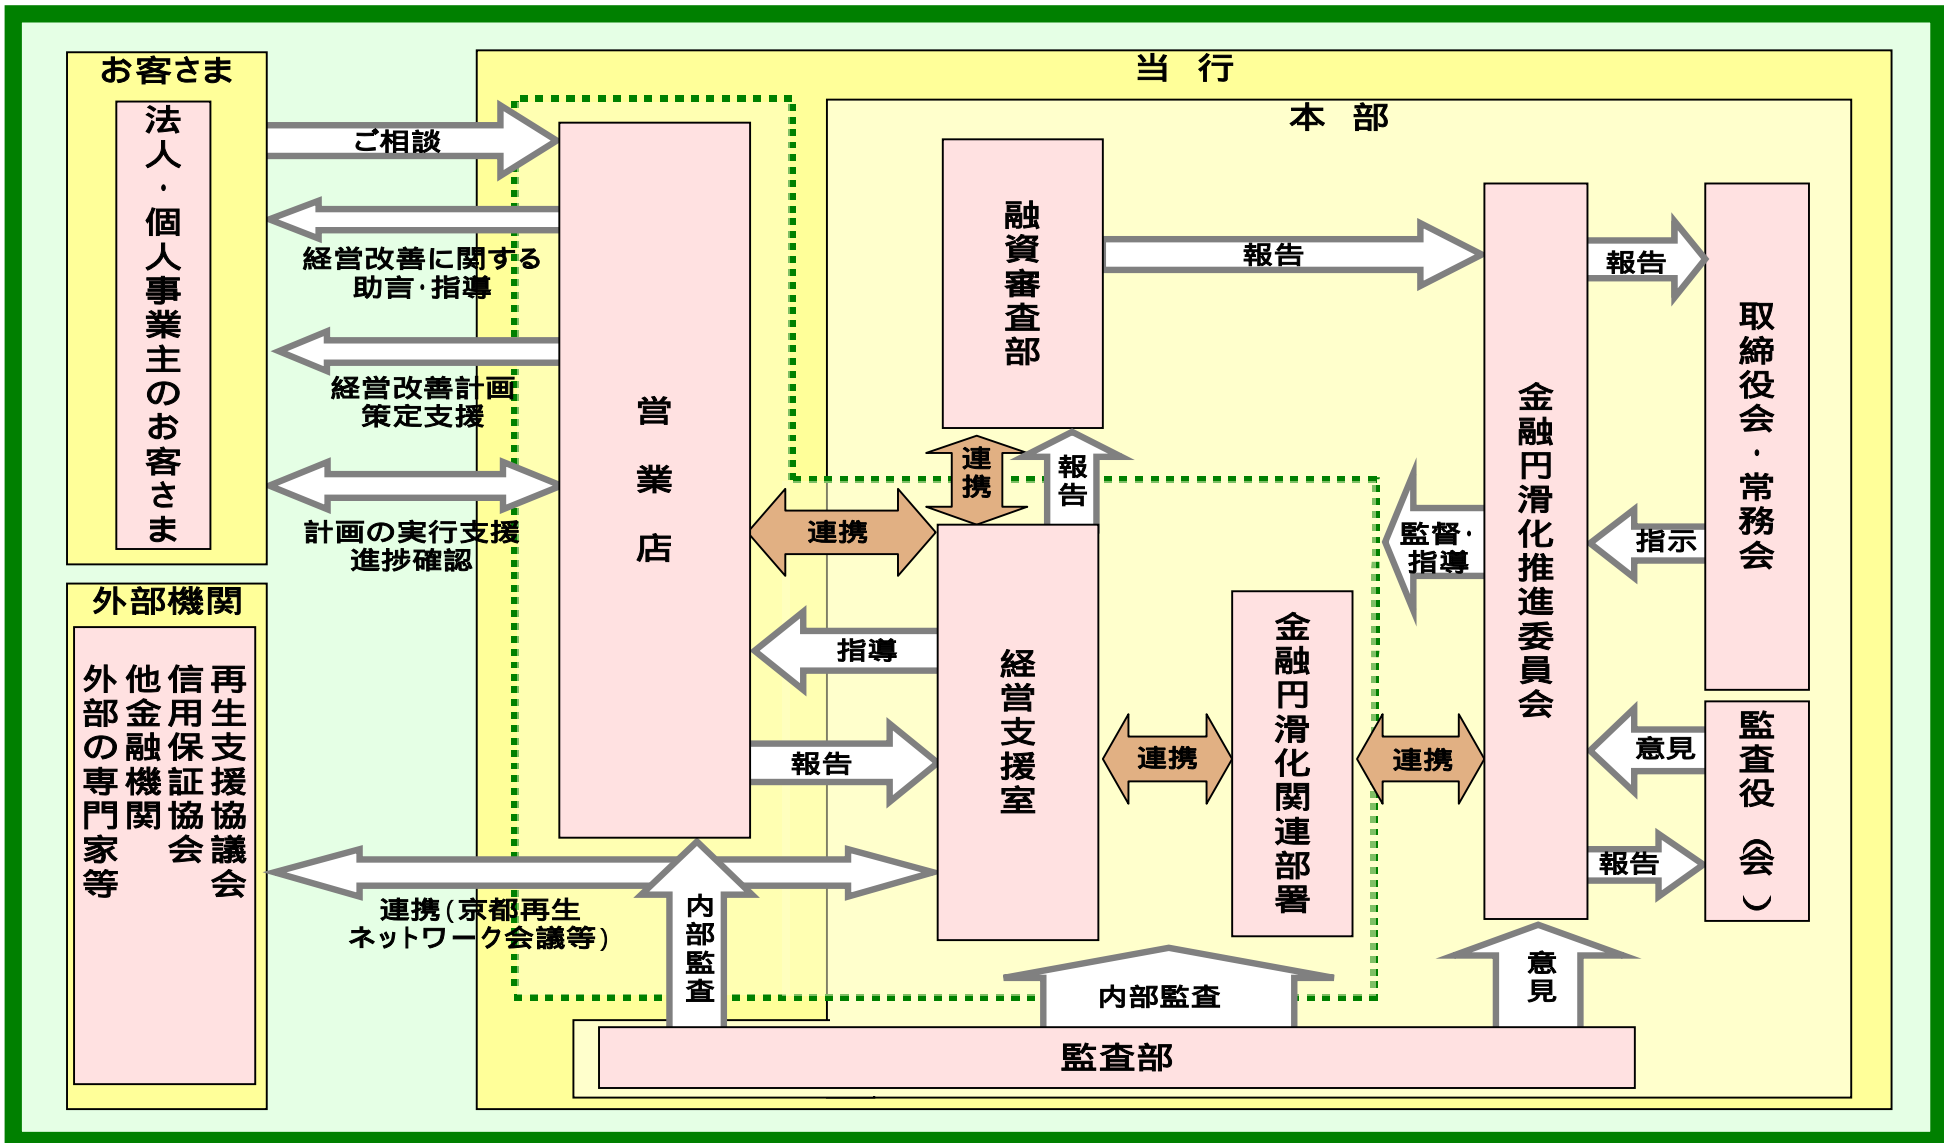 お客さま
法人・個人事業主のお客さま
外部機関
再生支援協議会
信用保証協会
他金融機関
外部の専門家等
ご相談
経営改善に関する
助言・指導
経営改善計画
策定支援
計画の実行支援
進捗確認
連携(京都再生
ネットワーク会議等)
当 行
営業店
本 部
融資審査部
連携
報告
連携
指導
報告
経営支援室
連携
金融円滑化関連部署
連携
報告
監督・
指導
金融円滑化推進委員会
報告
指示
意見
報告
取締役会・常務会
監査役(会)
内部監査
内部監査
意見
監査部